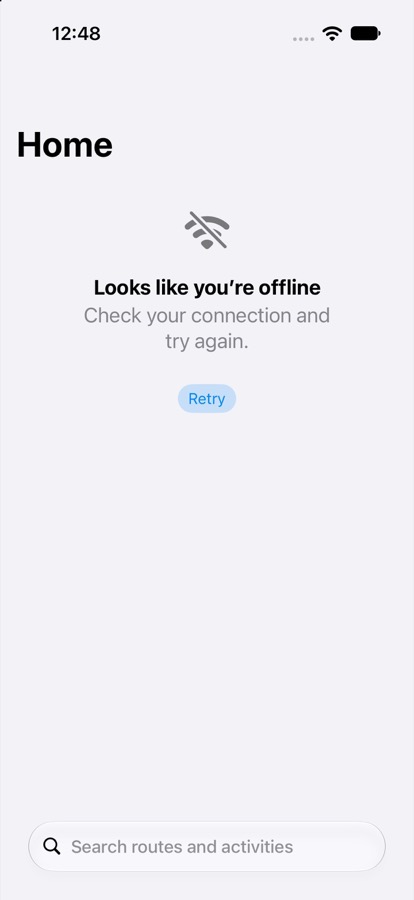 12:48
Home
Looks like you’re offline
Check your connection and
try again.
Retry
Search routes and activities